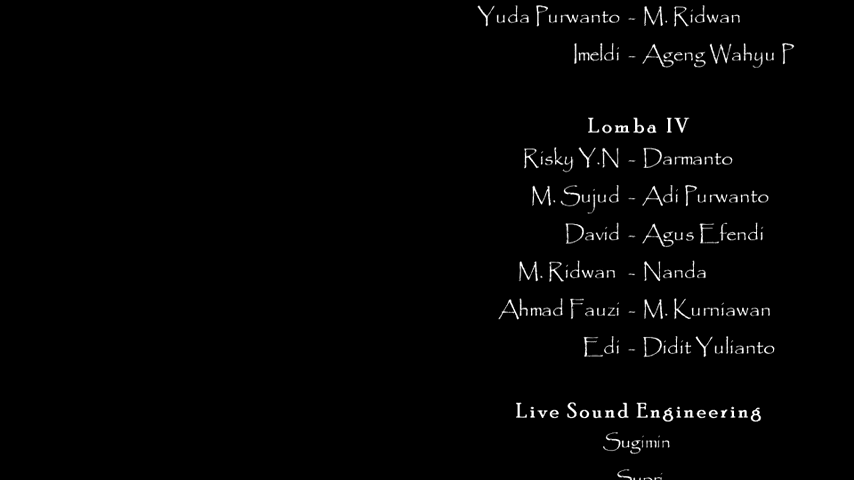 Yuda Purwanto - M. Ridwan
Imeldi - Ageng Wahyu P
Lomba IV
Risky Y.N - Darmanto
M. Sujud - Adi Purwanto
David - Agus Efendi
M. Ridwan - Nanda
Ahmad Fauzi - M. Kurniawan
Edi - Didit Yulianto
Live Sound Engineering
Sugimin